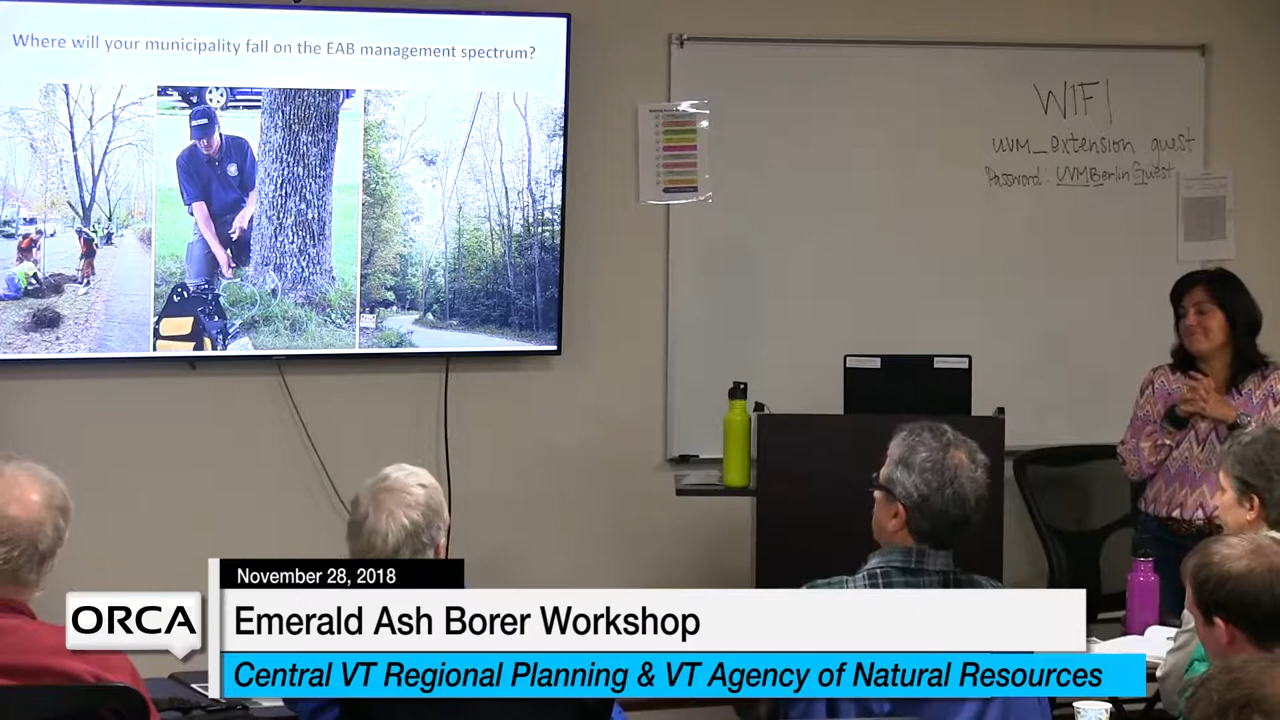 Where will your municipality fall on the EAB management spectrum?
WIFI
UVM_extension guest
Password: UVMBerlinGuest
November 28, 2018
ORCA
Emerald Ash Borer Workshop
Central VT Regional Planning & VT Agency of Natural Resources